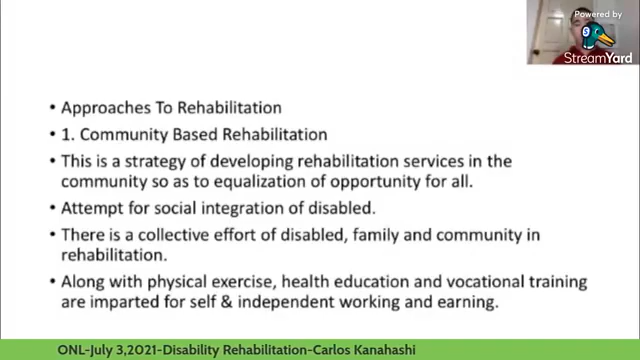 Powered by
StreamYard
• Approaches To Rehabilitation
• 1. Community Based Rehabilitation
• This is a strategy of developing rehabilitation services in the
community so as to equalization of opportunity for all.
• Attempt for social integration of disabled.
• There is a collective effort of disabled, family and community in
rehabilitation.
• Along with physical exercise, health education and vocational training
are imparted for self & independent working and earning.
ONL-July 3,2021-Disability Rehabilitation-Carlos Kanahashi